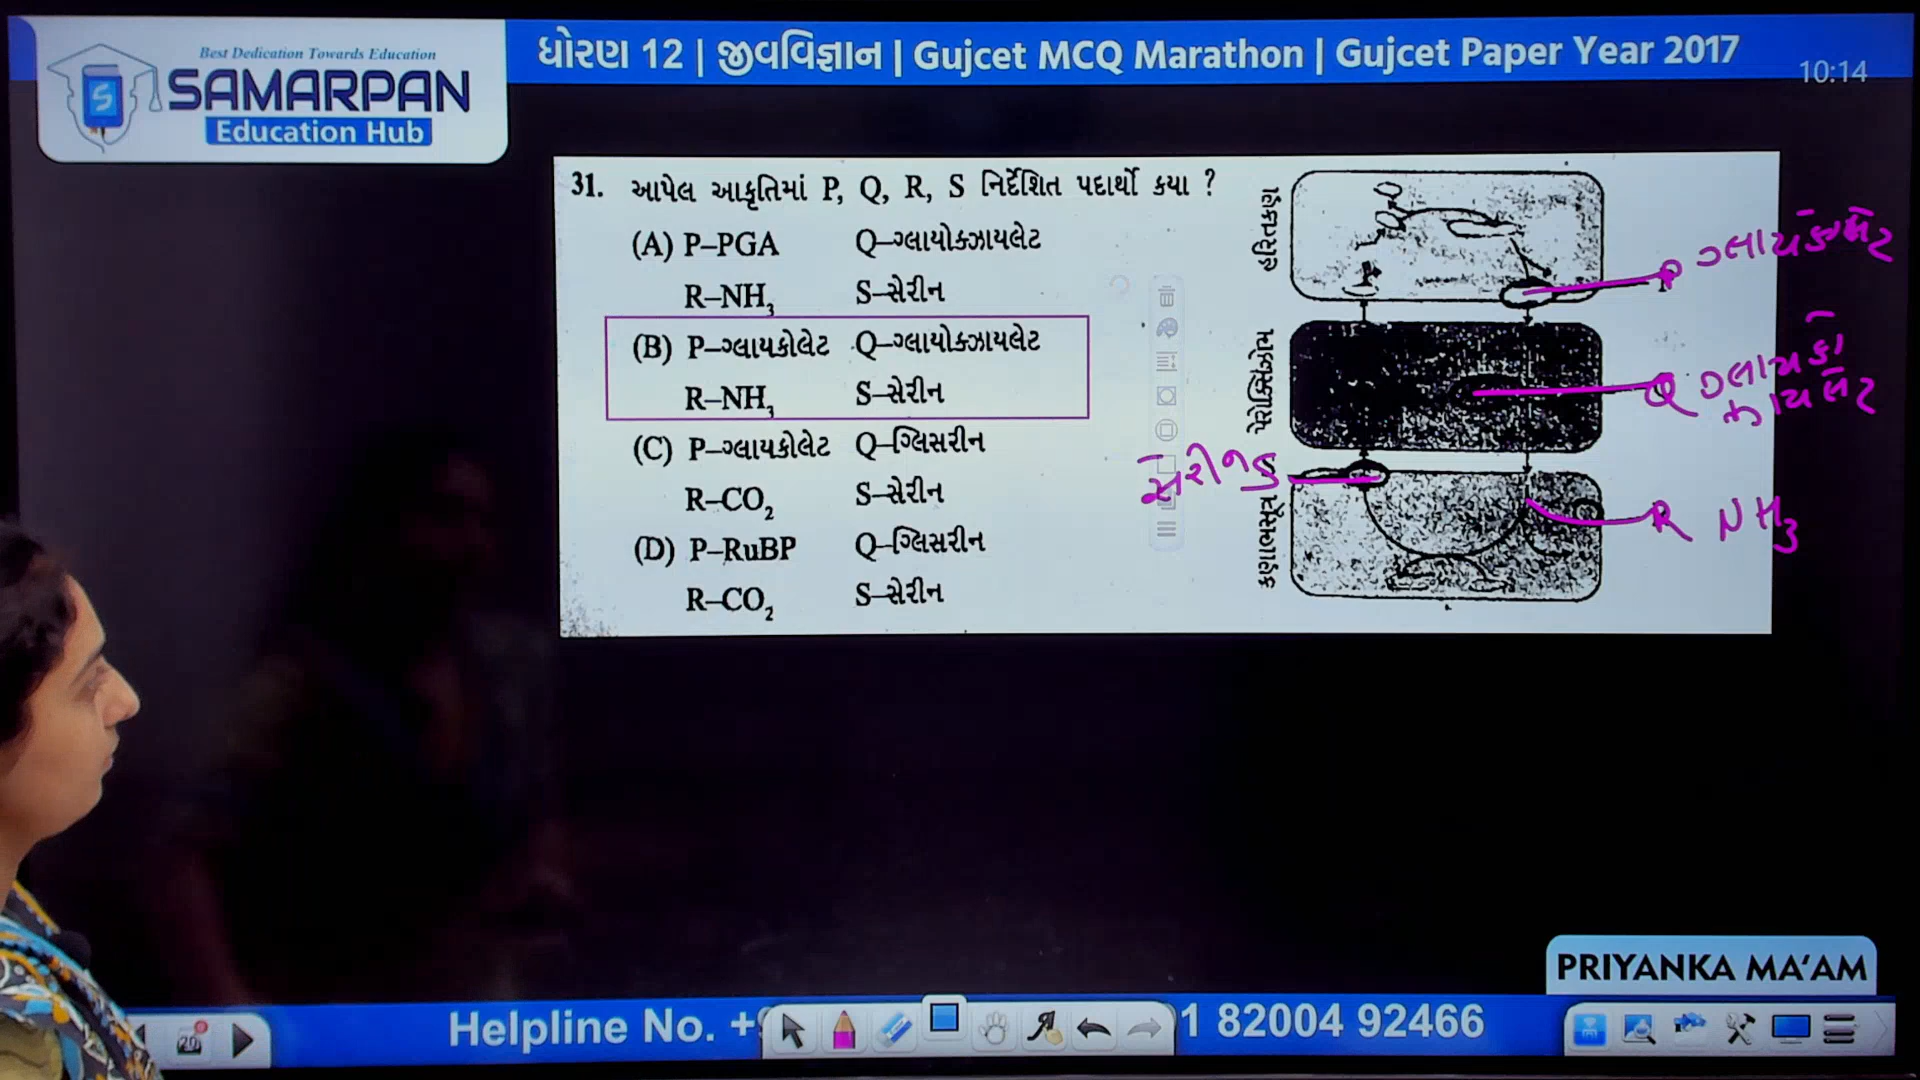 Best Dedication Towards Education
SAMARPAN
Education Hub
ધોરણ 12 | જીવવિજ્ઞાન | Gujcet MCQ Marathon | Gujcet Paper Year 2017
10:14
31. આપેલ આકૃતિમાં P, Q, R, S નિર્દેશિત પદાર્થો કયા ?
(A) P–PGA Q–ગ્લાયોક્ઝાયલેટ
R–NH3 S–સેરીન
(B) P–ગ્લાયકોલેટ Q–ગ્લાયોક્ઝાયલેટ
R–NH3 S–સેરીન
(C) P–ગ્લાયકોલેટ Q–ગ્લિસરીન
R–CO2 S–સેરીન
(D) P–RuBP Q–ગ્લિસરીન
R–CO2 S–સેરીન
હરિતકણ
પેરોક્સિઝોમ
કણાભસૂત્ર
P
Q
R NH3
સેરીન S
PRIYANKA MA'AM
Helpline No. +
1 82004 92466